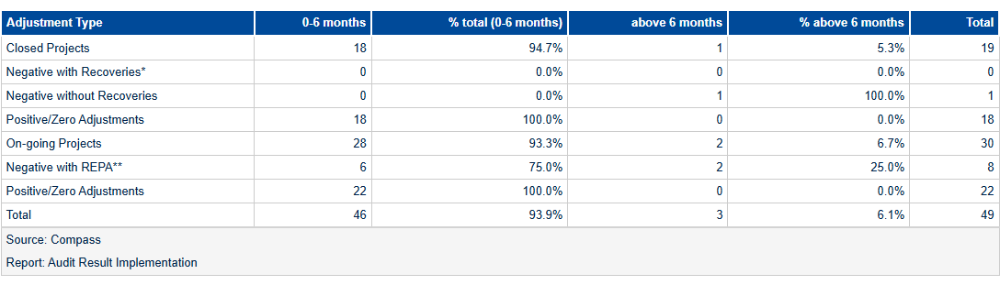 Adjustment Type 0-6 months % total (0-6 months) above 6 months % above 6 months Total
Closed Projects 18 94.7% 1 5.3% 19
Negative with Recoveries* 0 0.0% 0 0.0% 0
Negative without Recoveries 0 0.0% 1 100.0% 1
Positive/Zero Adjustments 18 100.0% 0 0.0% 18
On-going Projects 28 93.3% 2 6.7% 30
Negative with REPA** 6 75.0% 2 25.0% 8
Positive/Zero Adjustments 22 100.0% 0 0.0% 22
Total 46 93.9% 3 6.1% 49
Source: Compass
Report: Audit Result Implementation